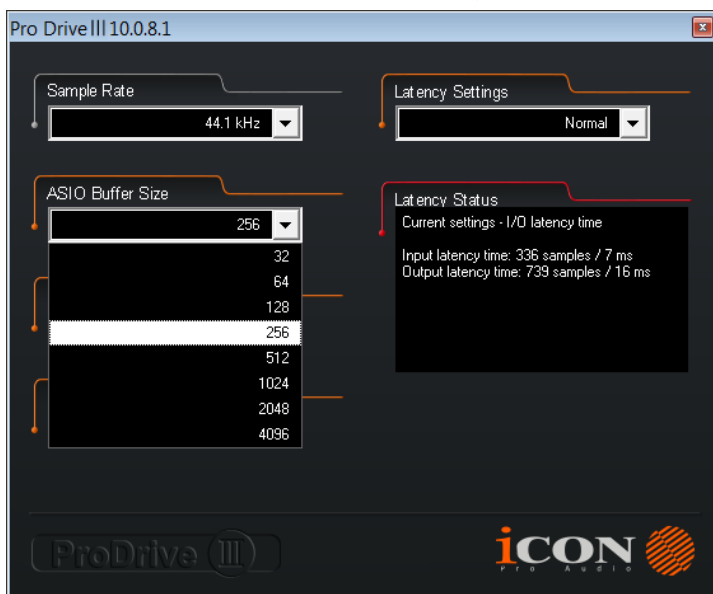 Pro Drive III 10.0.8.1
Sample Rate
44.1 kHz
Latency Settings
Normal
ASIO Buffer Size
256
32
64
128
256
512
1024
2048
4096
Latency Status
Current settings - I/O latency time
Input latency time: 336 samples / 7 ms
Output latency time: 739 samples / 16 ms
ProDrive III
iCON
Pro Audio